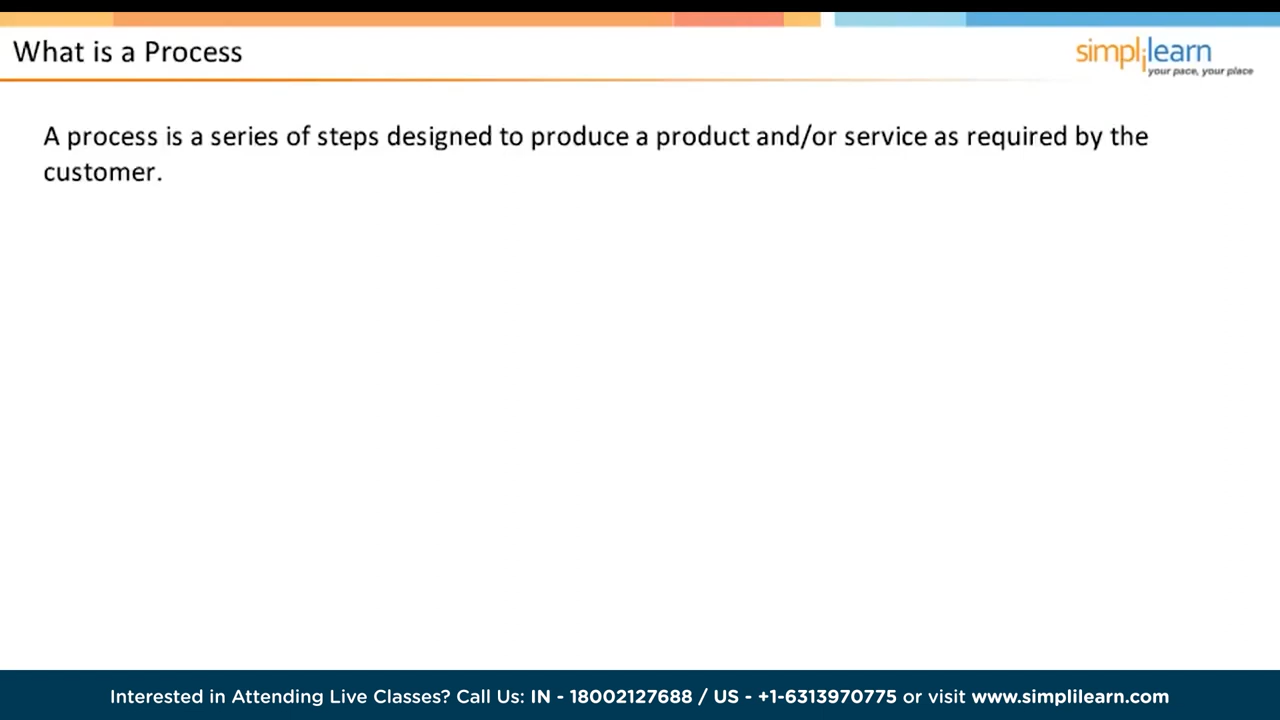 What is a Process
simplilearn
your pace, your place
A process is a series of steps designed to produce a product and/or service as required by the
customer.
Interested in Attending Live Classes? Call Us: IN - 18002127688 / US - +1-6313970775 or visit www.simplilearn.com